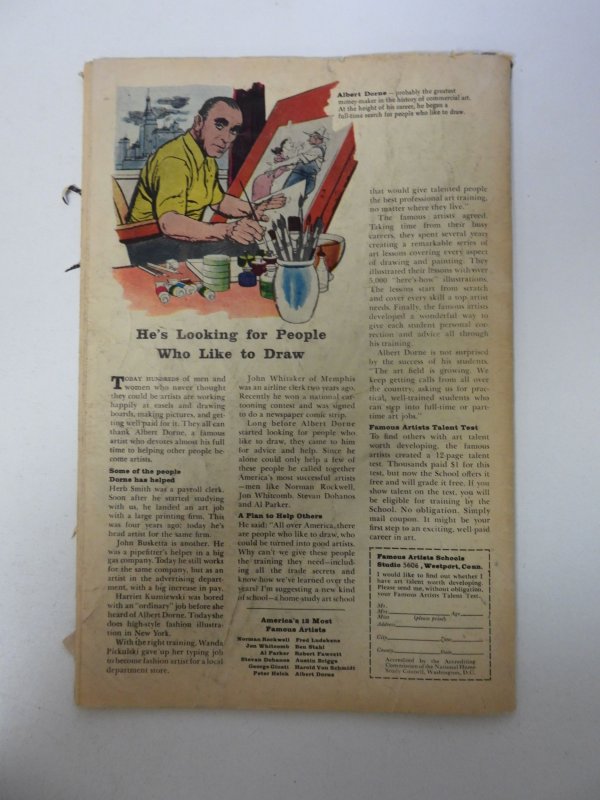 Albert Dorne — probably the greatest
money-maker in the history of commercial art.
At the height of his career, he began a
full-time search for people who like to draw.
He's Looking for People
Who Like to Draw
TODAY HUNDREDS of men and
women who never thought
they could be artists are working
happily at easels and drawing
boards, making pictures, and get-
ting well paid for it. They all can
thank Albert Dorne, a famous
artist who devotes almost his full
time to helping other people be-
come artists.
Some of the people
Dorne has helped
Herb Smith was a payroll clerk.
Soon after he started studying
with us, he landed an art job
with a large printing firm. This
was four years ago; today he's
head artist for the same firm.
John Busketta is another. He
was a pipefitter's helper in a big
gas company. Today he still works
for the same company, but as an
artist in the advertising depart-
ment, with a big increase in pay.
Harriet Kuzniewski was bored
with an "ordinary" job before she
heard of Albert Dorne. Today she
does high-fashion fashion illustra-
tion in New York.
With the right training, Wanda
Pickulski gave up her typing job
to become fashion artist for a local
department store.
John Whitaker of Memphis
was an airline clerk two years ago.
Recently he won a national car-
tooning contest and was signed
to do a newspaper comic strip.
Long before Albert Dorne
started looking for people who
like to draw, they came to him
for advice and help. Since he
alone could only help a few of
these people he called together
America's most successful artists
—men like Norman Rockwell,
Jon Whitcomb, Stevan Dohanos
and Al Parker.
A Plan to Help Others
He said: "All over America, there
are people who like to draw, who
could be turned into good artists.
Why can't we give these people
the training they need—includ-
ing all the trade secrets and
know how we've learned over the
years? I'm suggesting a new kind
of school—a home study art school
America's 12 Most
Famous Artists
Norman Rockwell Fred Ludekens
Jon Whitcomb Ben Stahl
Al Parker Robert Fawcett
Stevan Dohanos Austin Briggs
George Giusti Harold Von Schmidt
Peter Helck Albert Dorne
that would give talented people
the best professional art training,
no matter where they live."
The famous artists agreed.
Taking time from their busy
careers, they spent several years
creating a remarkable series of
art lessons covering every aspect
of drawing and painting. They
illustrated their lessons with over
5,000 "here's-how" illustrations.
The lessons start from scratch
and cover every skill a top artist
needs. Finally, the famous artists
developed a wonderful way to
give each student personal cor-
rection and advice all through
his training.
Albert Dorne is not surprised
by the success of his students.
"The art field is growing. We
keep getting calls from all over
the country, asking us for prac-
tical, well-trained students who
can step into full-time or part-
time art jobs."
Famous Artists Talent Test
To find others with art talent
worth developing, the famous
artists created a 12-page talent
test. Thousands paid $1 for this
test, but now the School offers it
free and will grade it free. If you
show talent on the test, you will
be eligible for training by the
School. No obligation. Simply
mail coupon. It might be your
first step to an exciting, well-paid
career in art.
Famous Artists Schools
Studio 5606, Westport, Conn.
I would like to find out whether I
have art talent worth developing.
Please send me, without obligation,
your Famous Artists Talent Test.
Mr.
Mrs. Age
Miss (please print)
Address
City Zone
County State
Accredited by the Accrediting
Commission of the National Home
Study Council, Washington, D.C.